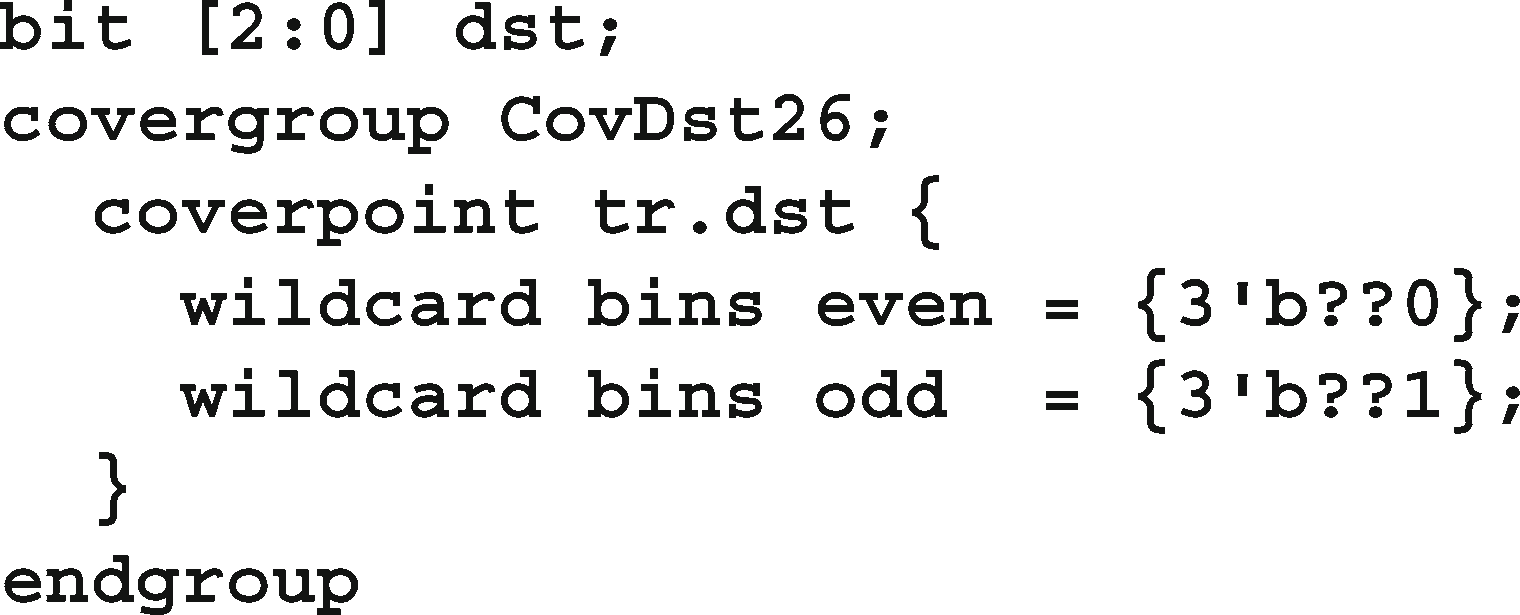 bit [2:0] dst;
covergroup CovDst26;
  coverpoint tr.dst {
    wildcard bins even = {3'b??0};
    wildcard bins odd  = {3'b??1};
  }
endgroup